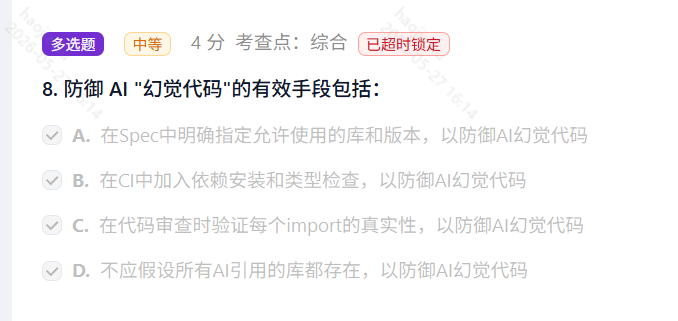 多选题 中等 4 分 考查点：综合 已超时锁定
8. 防御 AI "幻觉代码"的有效手段包括：
A. 在Spec中明确指定允许使用的库和版本，以防御AI幻觉代码
B. 在CI中加入依赖安装和类型检查，以防御AI幻觉代码
C. 在代码审查时验证每个import的真实性，以防御AI幻觉代码
D. 不应假设所有AI引用的库都存在，以防御AI幻觉代码